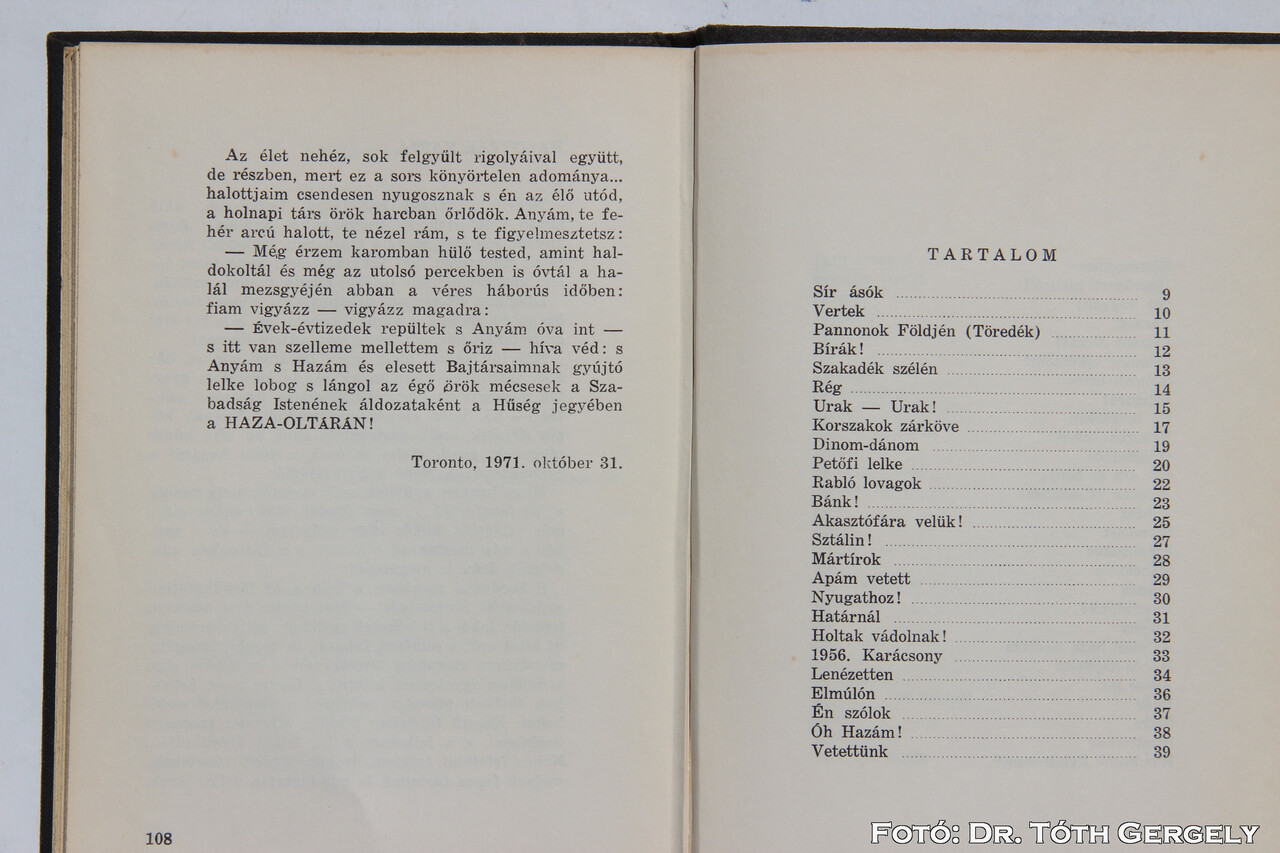 Az élet nehéz, sok felgyűlt rigolyáival együtt,
de részben, mert ez a sors könyörtelen adománya...
halottjaim csendesen nyugosznak s én az élő utód,
a holnapi társ örök harcban őrlődök. Anyám, te fe-
hér arcú halott, te nézel rám, s te figyelmesztetsz:
— Még érzem karomban hülő tested, amint hal-
dokoltál és még az utolsó percekben is óvtál a ha-
lál mezsgyéjén abban a véres háborús időben:
fiam vigyázz — vigyázz magadra:
— Évek-évtizedek repültek s Anyám óva int —
s itt van szelleme mellettem s őriz — híva véd: s
Anyám s Hazám és elesett Bajtársaimnak gyújtó
lelke lobog s lángol az égő örök mécsesek a Sza-
badság Istenének áldozataként a Hűség jegyében
a HAZA-OLTÁRÁN!
Toronto, 1971. október 31.
108
TARTALOM
Sír ásók 9
Vertek 10
Pannonok Földjén (Töredék) 11
Bírák! 12
Szakadék szélén 13
Rég 14
Urak — Urak! 15
Korszakok zárköve 17
Dinom-dánom 19
Petőfi lelke 20
Rabló lovagok 22
Bánk! 23
Akasztófára velük! 25
Sztálin! 27
Mártírok 28
Apám vetett 29
Nyugathoz! 30
Határnál 31
Holtak vádolnak! 32
1956. Karácsony 33
Lenézetten 34
Elmúlón 36
Én szólok 37
Óh Hazám! 38
Vetettünk 39
Fotó: Dr. Tóth Gergely